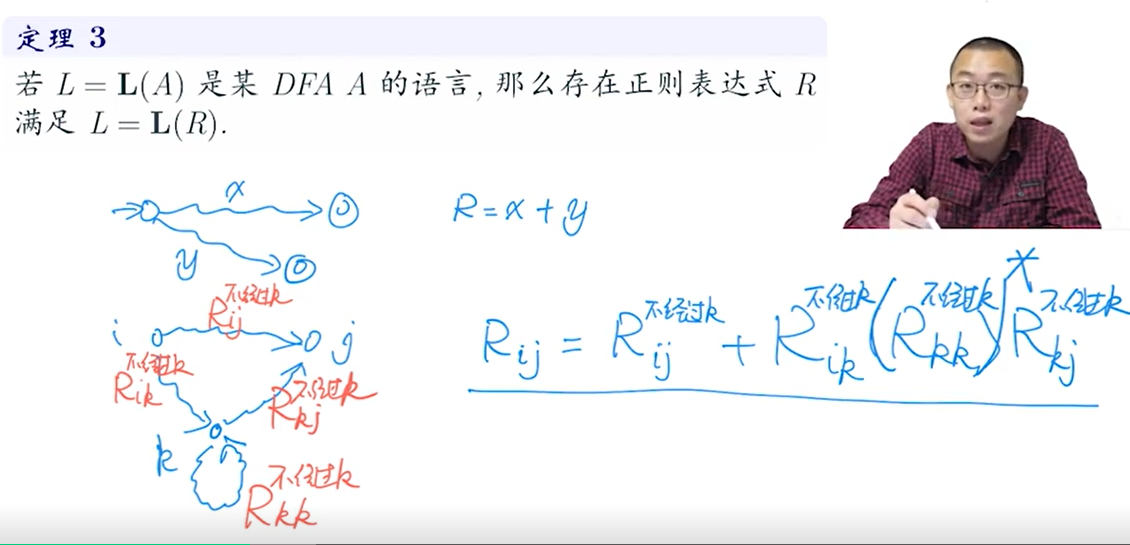 定理 3
若 L = L(A) 是某 DFA A 的语言, 那么存在正则表达式 R
满足 L = L(R).
x
R = x + y
y
R_{ij}^{不经过k}
i
j
R_{ij} = R_{ij}^{不经过k} + R_{ik}^{不经过k} (R_{kk}^{不经过k})^* R_{kj}^{不经过k}
R_{ik}^{不经过k}
R_{kj}^{不经过k}
k
R_{kk}^{不经过k}